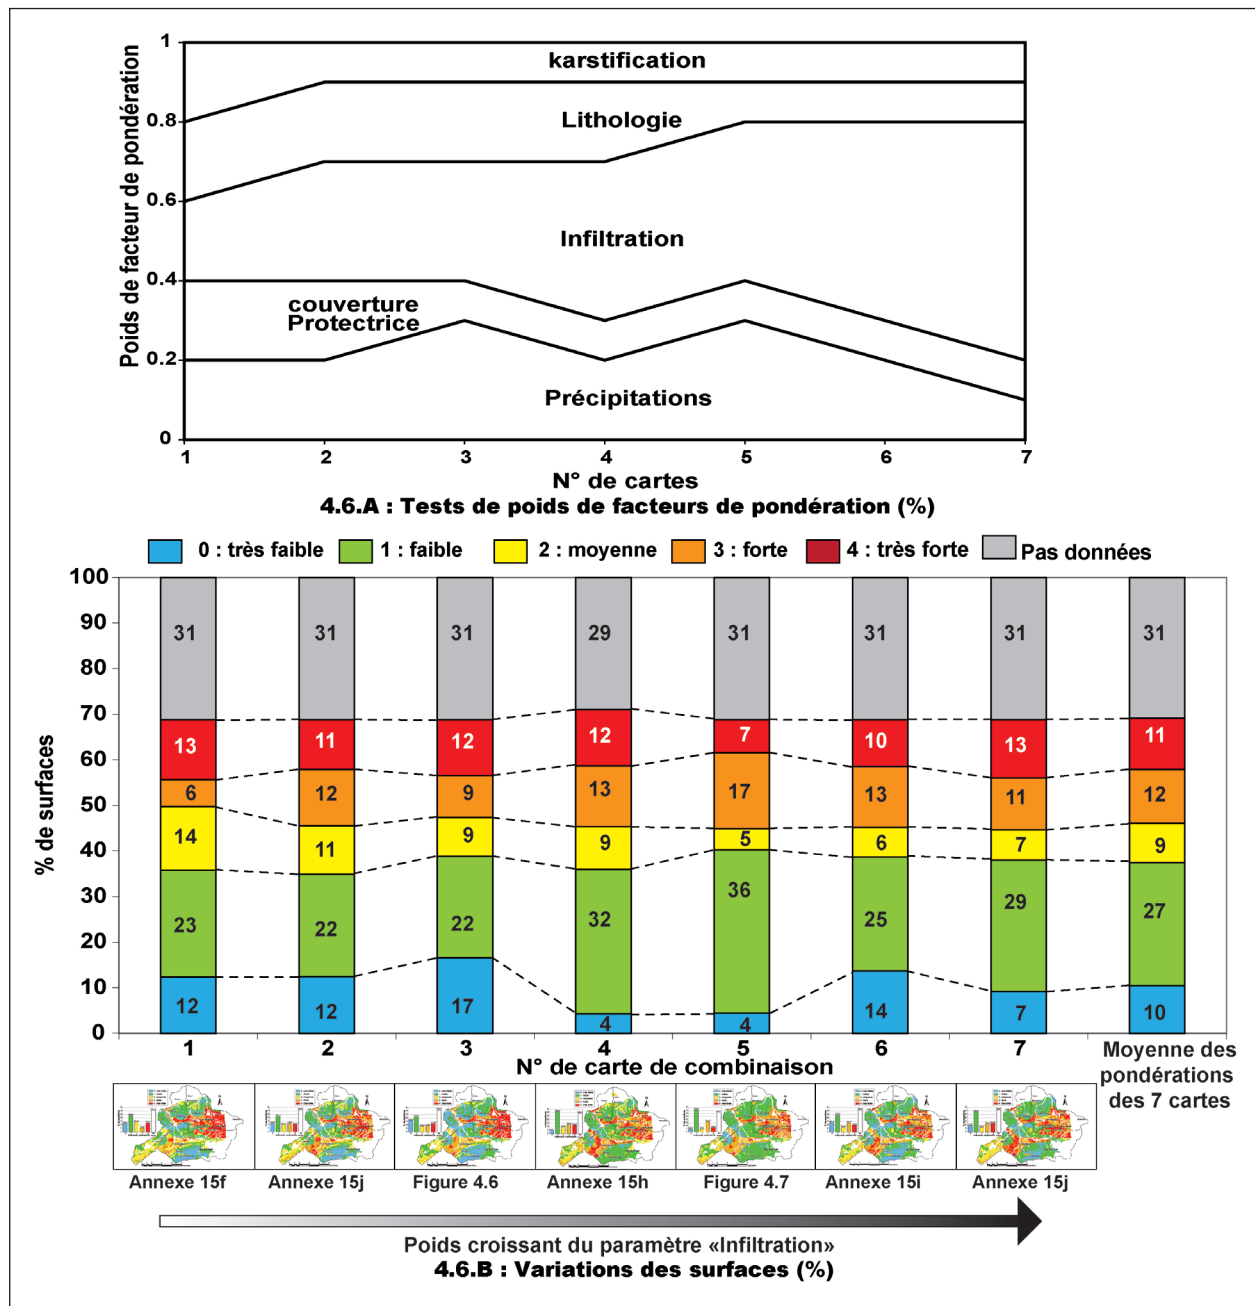 1
karstification
Lithologie
0.8
0.6
Infiltration
0.4
couverture
Protectrice
0.2
Précipitations
0
Poids de facteur de pondération
1 2 3 4 5 6 7
N° de cartes
4.6.A : Tests de poids de facteurs de pondération (%)
0 : très faible 1 : faible 2 : moyenne 3 : forte 4 : très forte Pas données
100
90
80
70
60
50
40
30
20
10
0
% de surfaces
31 31 31 29 31 31 31 31
13 11 12 12 7 10 13 11
6 12 9 13 17 13 11 12
14 11 9 9 5 6 7 9
23 22 22 32 36 25 29 27
12 12 17 4 4 14 7 10
1 2 3 4 5 6 7 Moyenne des
pondérations
des 7 cartes
N° de carte de combinaison
Annexe 15f Annexe 15j Figure 4.6 Annexe 15h Figure 4.7 Annexe 15i Annexe 15j
Poids croissant du paramètre «Infiltration»
4.6.B : Variations des surfaces (%)